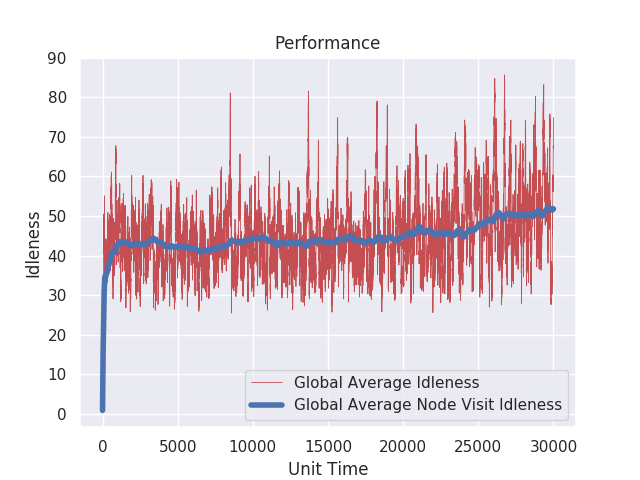 Performance
90
80
70
60
50
40
30
20
10
0
Idleness
Global Average Idleness
Global Average Node Visit Idleness
0 5000 10000 15000 20000 25000 30000
Unit Time